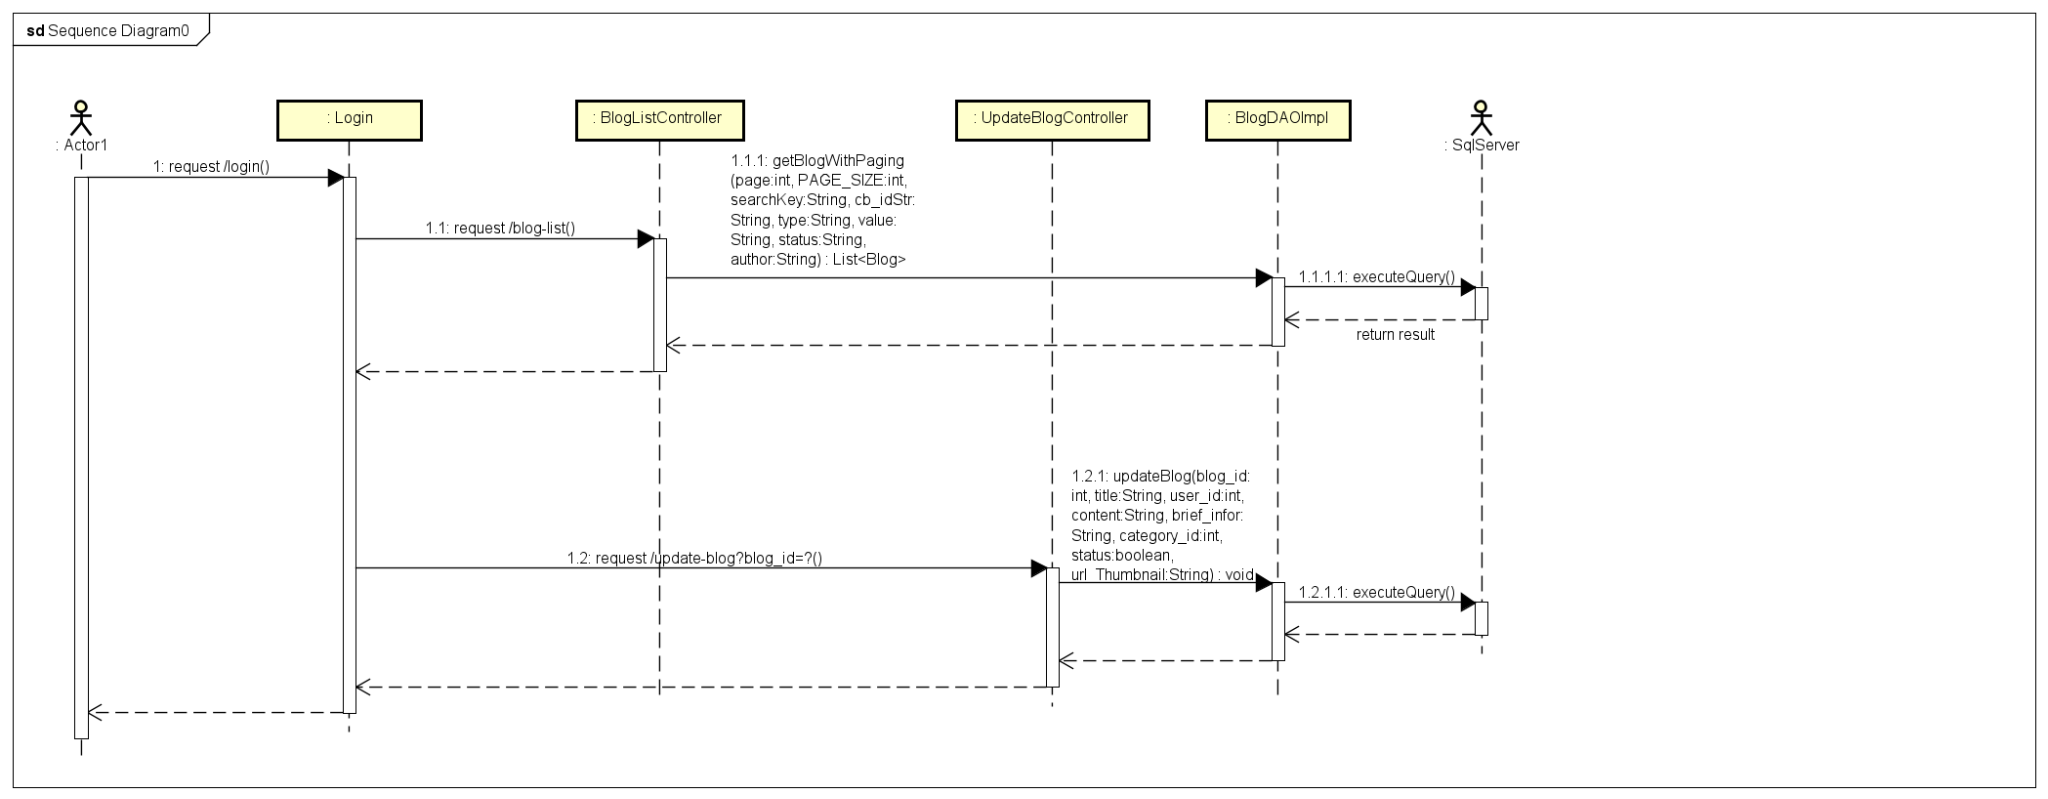 sd Sequence Diagram0
: Actor1
: Login
: BlogListController
: UpdateBlogController
: BlogDAOImpl
: SqlServer
1: request /login()
1.1: request /blog-list()
1.1.1: getBlogWithPaging
(page:int, PAGE_SIZE:int,
searchKey:String, cb_idStr:
String, type:String, value:
String, status:String,
author:String) : List<Blog>
1.1.1.1: executeQuery()
return result
1.2: request /update-blog?blog_id=?()
1.2.1: updateBlog(blog_id:
int, title:String, user_id:int,
content:String, brief_infor:
String, category_id:int,
status:boolean,
url_Thumbnail:String) : void
1.2.1.1: executeQuery()